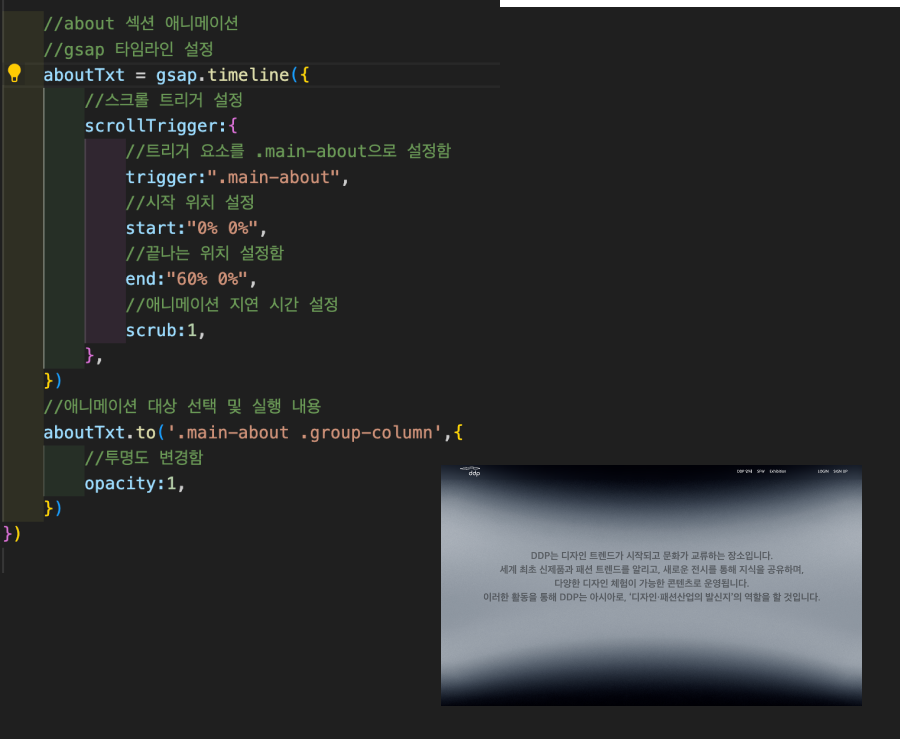 //about 섹션 애니메이션
//gsap 타임라인 설정
aboutTxt = gsap.timeline({
//스크롤 트리거 설정
scrollTrigger:{
//트리거 요소를 .main-about으로 설정함
trigger:".main-about",
//시작 위치 설정
start:"0% 0%",
//끝나는 위치 설정함
end:"60% 0%",
//애니메이션 지연 시간 설정
scrub:1,
},
})
//애니메이션 대상 선택 및 실행 내용
aboutTxt.to('.main-about .group-column',{
//투명도 변경함
opacity:1,
})
})
ddp
LOGIN SIGN UP
DDP는 디자인 트렌드가 시작되고 문화가 교류하는 장소입니다.
세계 최초 신제품과 패션 트렌드를 알리고, 새로운 전시를 통해 지식을 공유하며,
다양한 디자인 체험이 가능한 콘텐츠로 운영됩니다.
이러한 활동을 통해 DDP는 아시아로, '디자인·패션산업의 발신지'의 역할을 할 것입니다.